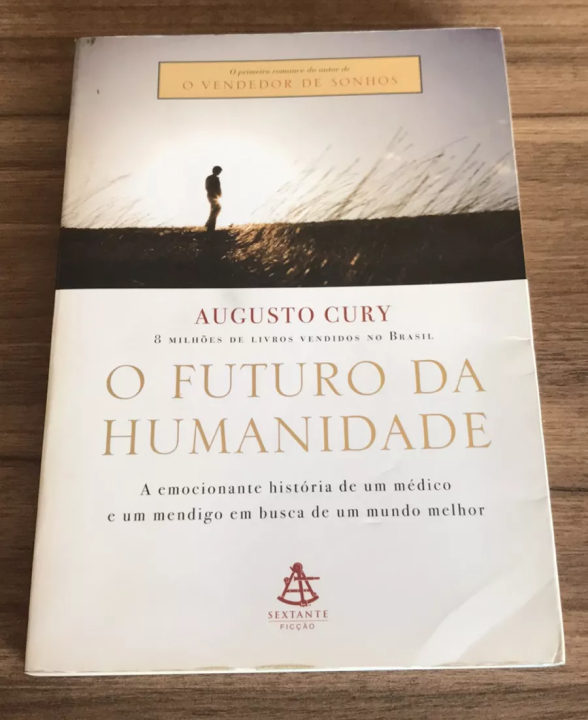 O primeiro romance do autor de
O VENDEDOR DE SONHOS
AUGUSTO CURY
8 MILHÕES DE LIVROS VENDIDOS NO BRASIL
O FUTURO DA
HUMANIDADE
A emocionante história de um médico
e um mendigo em busca de um mundo melhor
SEXTANTE
FICÇÃO